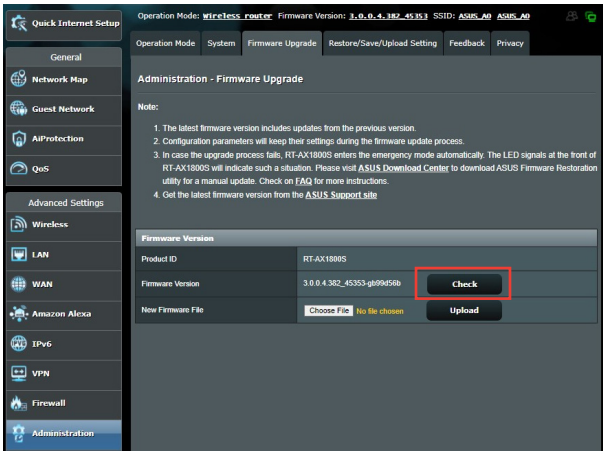 Quick Internet Setup
General
Network Map
Guest Network
AiProtection
QoS
Advanced Settings
Wireless
LAN
WAN
Amazon Alexa
IPv6
VPN
Firewall
Administration
Operation Mode: Wireless router Firmware Version: 3.0.0.4.382_45353 SSID: ASUS_A0 ASUS_A0
Operation Mode System Firmware Upgrade Restore/Save/Upload Setting Feedback Privacy
Administration - Firmware Upgrade
Note:
1. The latest firmware version includes updates from the previous version.
2. Configuration parameters will keep their settings during the firmware update process.
3. In case the upgrade process fails, RT-AX1800S enters the emergency mode automatically. The LED signals at the front of
RT-AX1800S will indicate such a situation. Please visit ASUS Download Center to download ASUS Firmware Restoration
utility for a manual update. Check on FAQ for more instructions.
4. Get the latest firmware version from the ASUS Support site
Firmware Version
Product ID RT-AX1800S
Firmware Version 3.0.0.4.382_45353-gb99d56b Check
New Firmware File Choose File No file chosen Upload